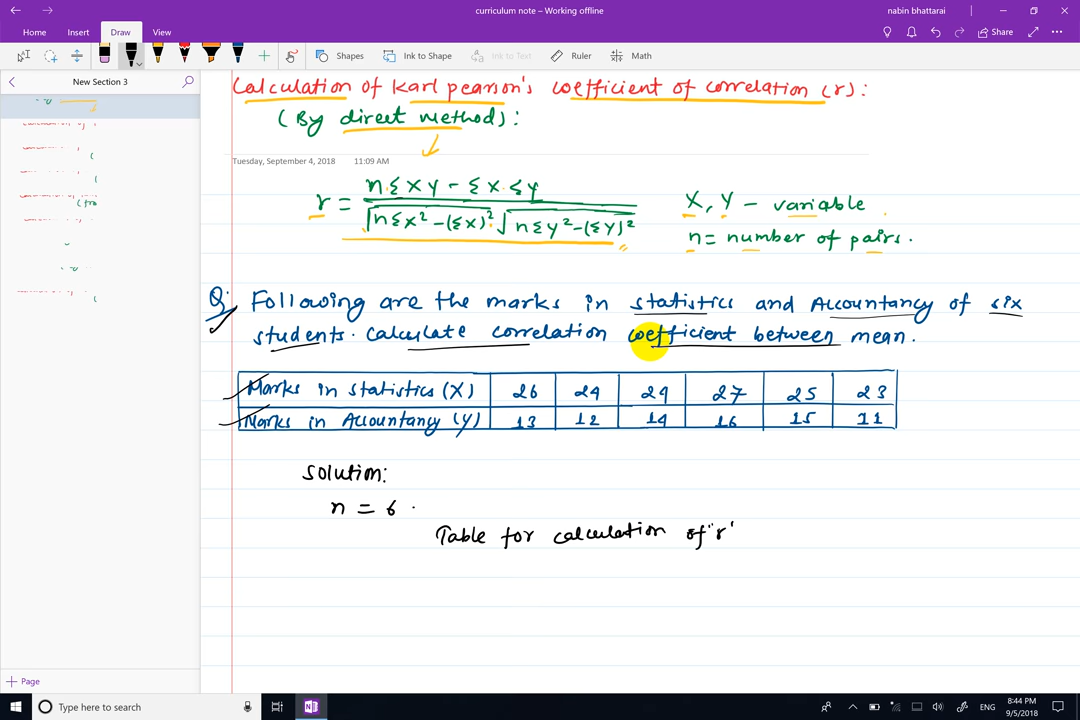 curriculum note – Working offline
nabin bhattarai
Home Insert Draw View
Share
Shapes Ink to Shape Ink to Text Ruler Math
New Section 3
Calculation of Karl pearson's coefficient of correlation (r):
(By direct method):
Tuesday, September 4, 2018 11:09 AM
r = n ΣXY - ΣX·ΣY / √nΣX² -(ΣX)² √nΣY² -(ΣY)²
X, Y - variable
n = number of pairs.
Q. Following are the marks in statistics and Accountancy of six
students. calculate correlation coefficient between mean.
Marks in statistics (X) 26 24 24 27 25 23
Marks in Accountancy (Y) 13 12 14 16 15 11
Solution:
n = 6
Table for calculation of "r"
+ Page
Type here to search
ENG
8:44 PM
9/5/2018